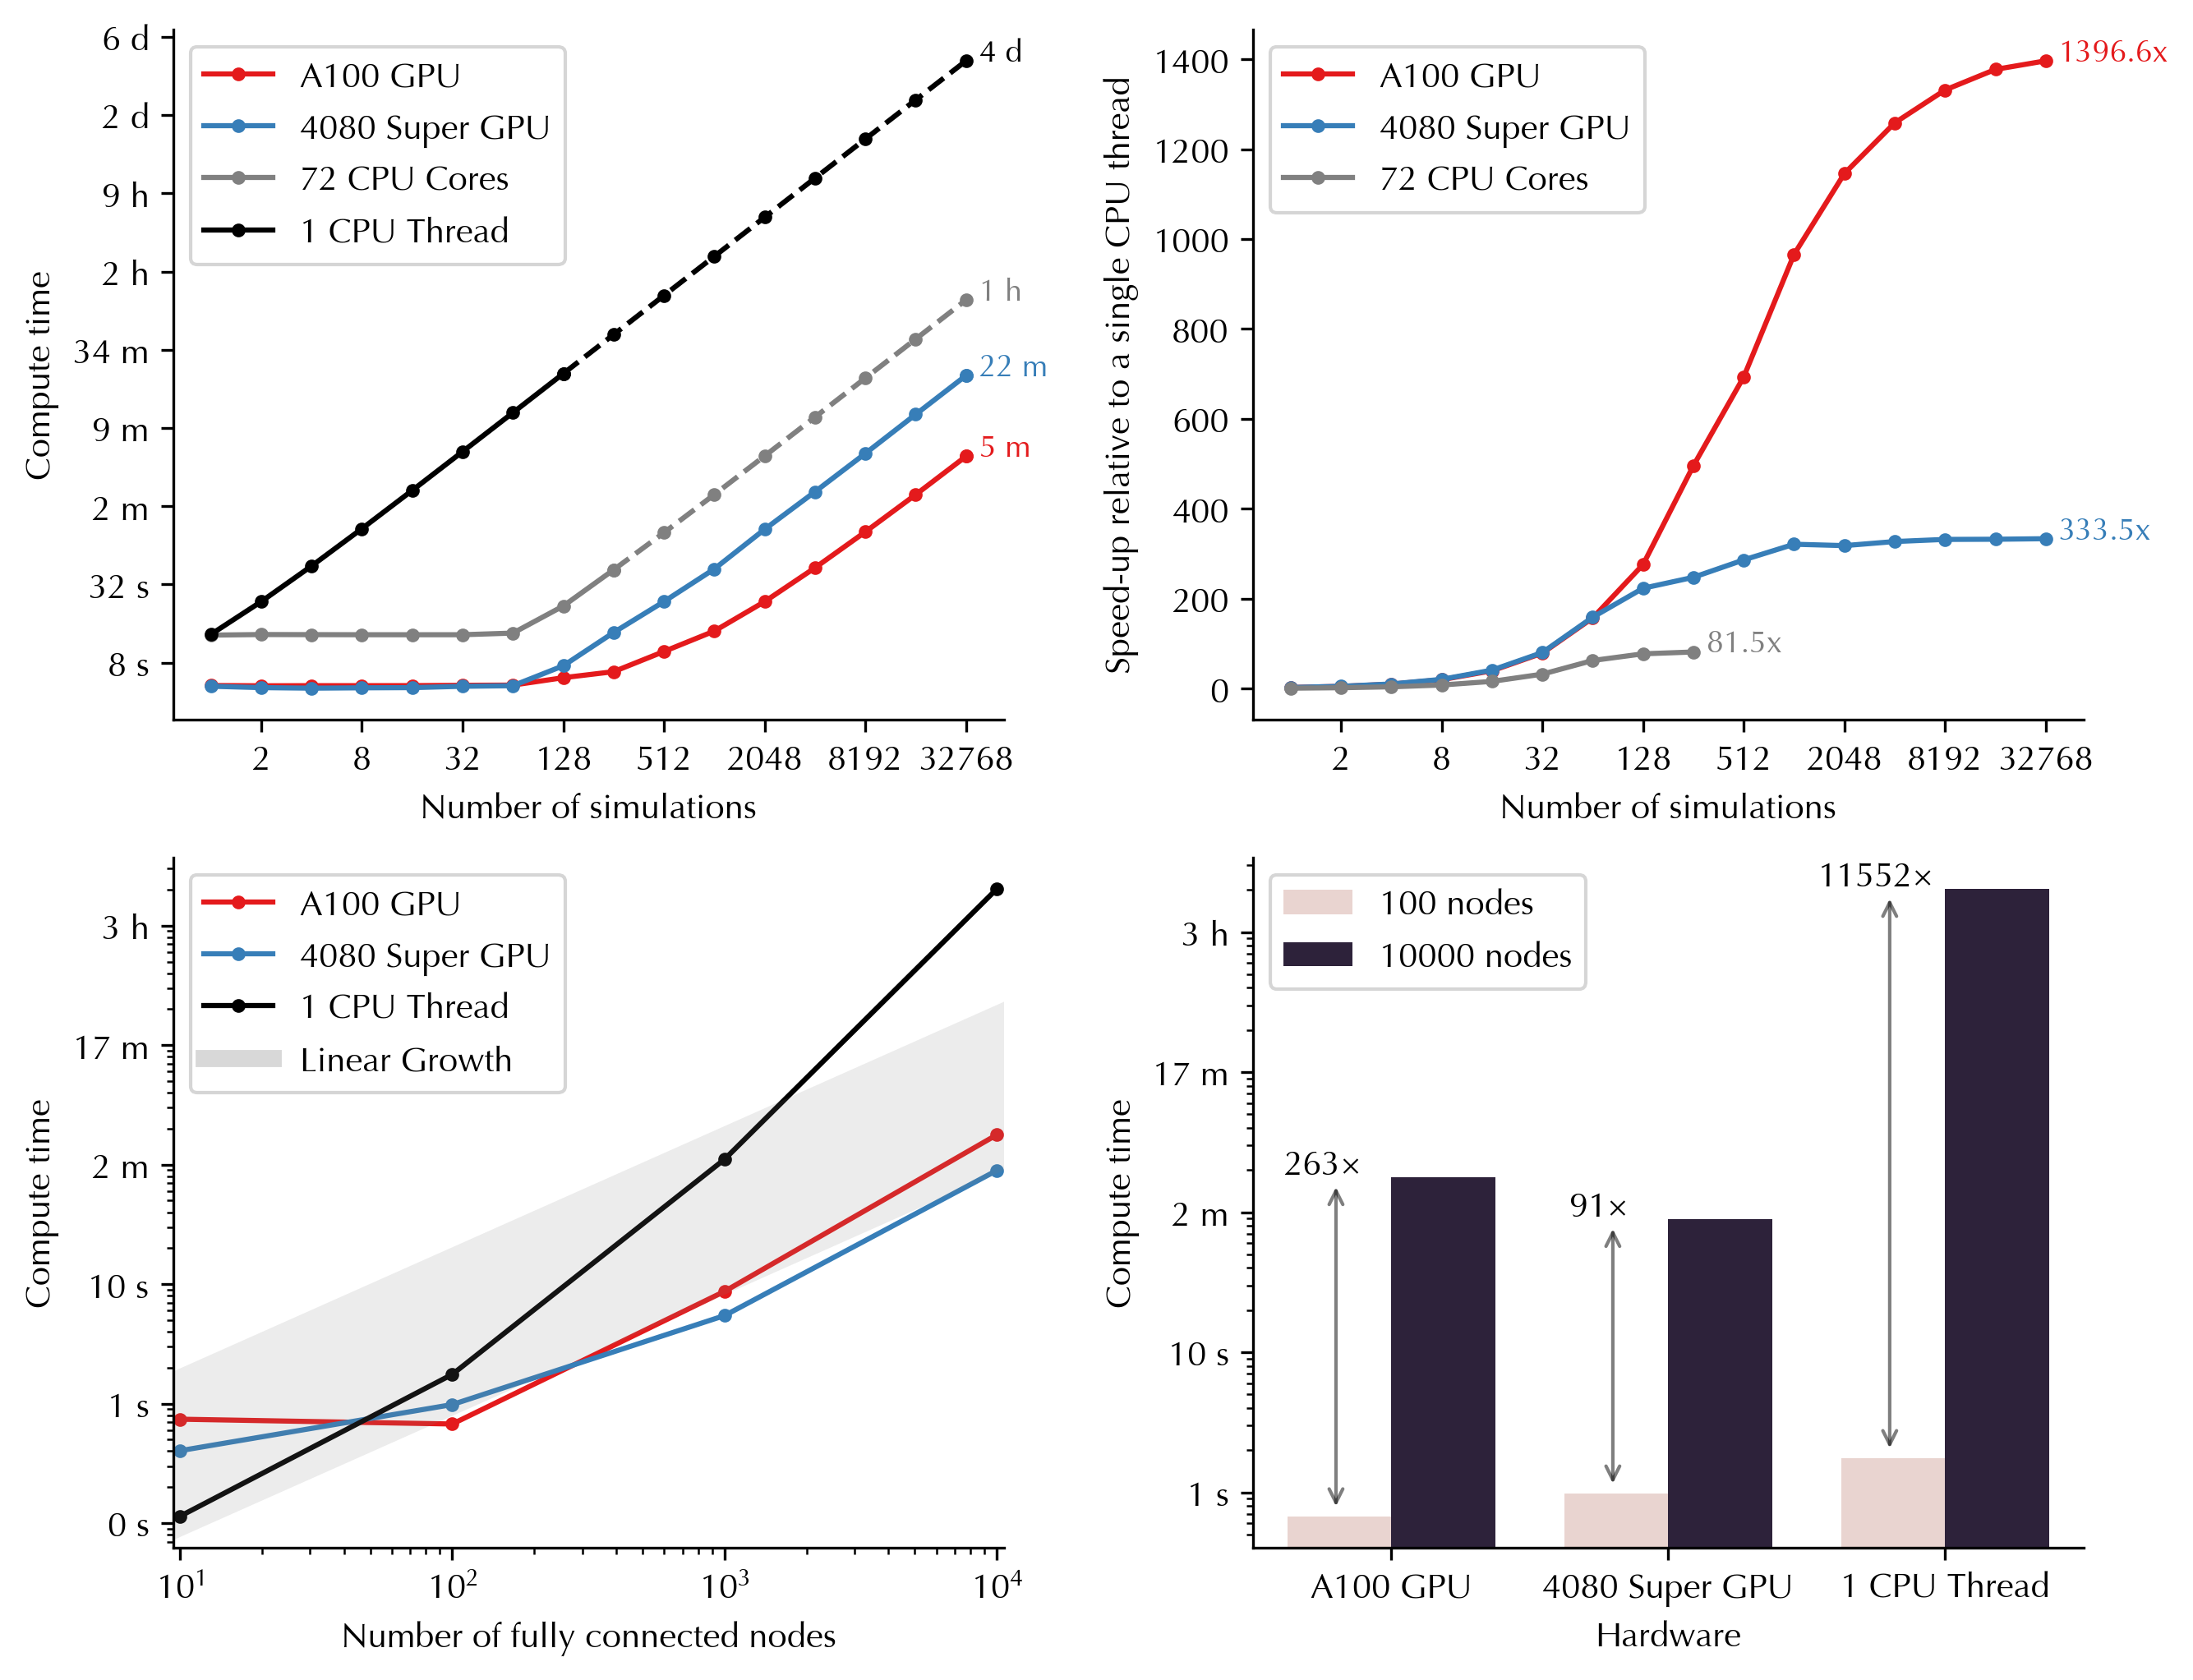 6 d
2 d
9 h
2 h
34 m
9 m
2 m
32 s
8 s
Compute time
A100 GPU
4080 Super GPU
72 CPU Cores
1 CPU Thread
4 d
1 h
22 m
5 m
2
8
32
128
512
2048
8192
32768
Number of simulations
1400
1200
1000
800
600
400
200
0
Speed-up relative to a single CPU thread
A100 GPU
4080 Super GPU
72 CPU Cores
1396.6x
333.5x
81.5x
2
8
32
128
512
2048
8192
32768
Number of simulations
3 h
17 m
2 m
10 s
1 s
0 s
Compute time
A100 GPU
4080 Super GPU
1 CPU Thread
Linear Growth
10¹
10²
10³
10⁴
Number of fully connected nodes
3 h
17 m
2 m
10 s
1 s
Compute time
100 nodes
10000 nodes
263×
91×
11552×
A100 GPU
4080 Super GPU
1 CPU Thread
Hardware